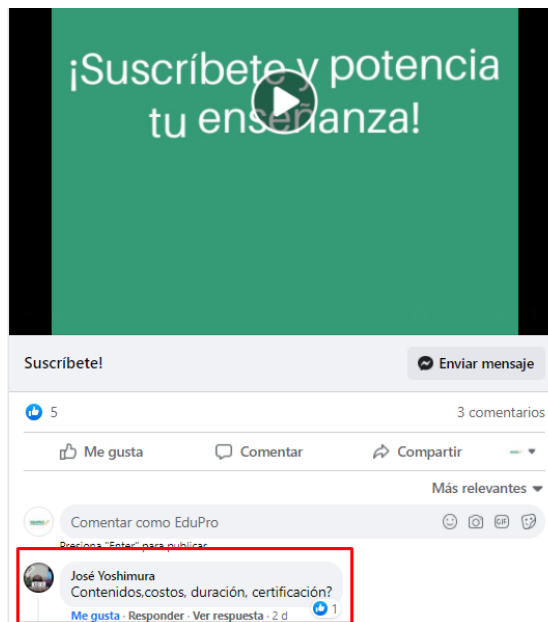 ¡Suscríbete y potencia
tu enseñanza!
Suscríbete!
Enviar mensaje
5
3 comentarios
Me gusta
Comentar
Compartir
Más relevantes
Comentar como EduPro
GIF
Presiona "Enter" para publicar.
José Yoshimura
Contenidos,costos, duración, certificación?
1
Me gusta · Responder · Ver respuesta · 2 d